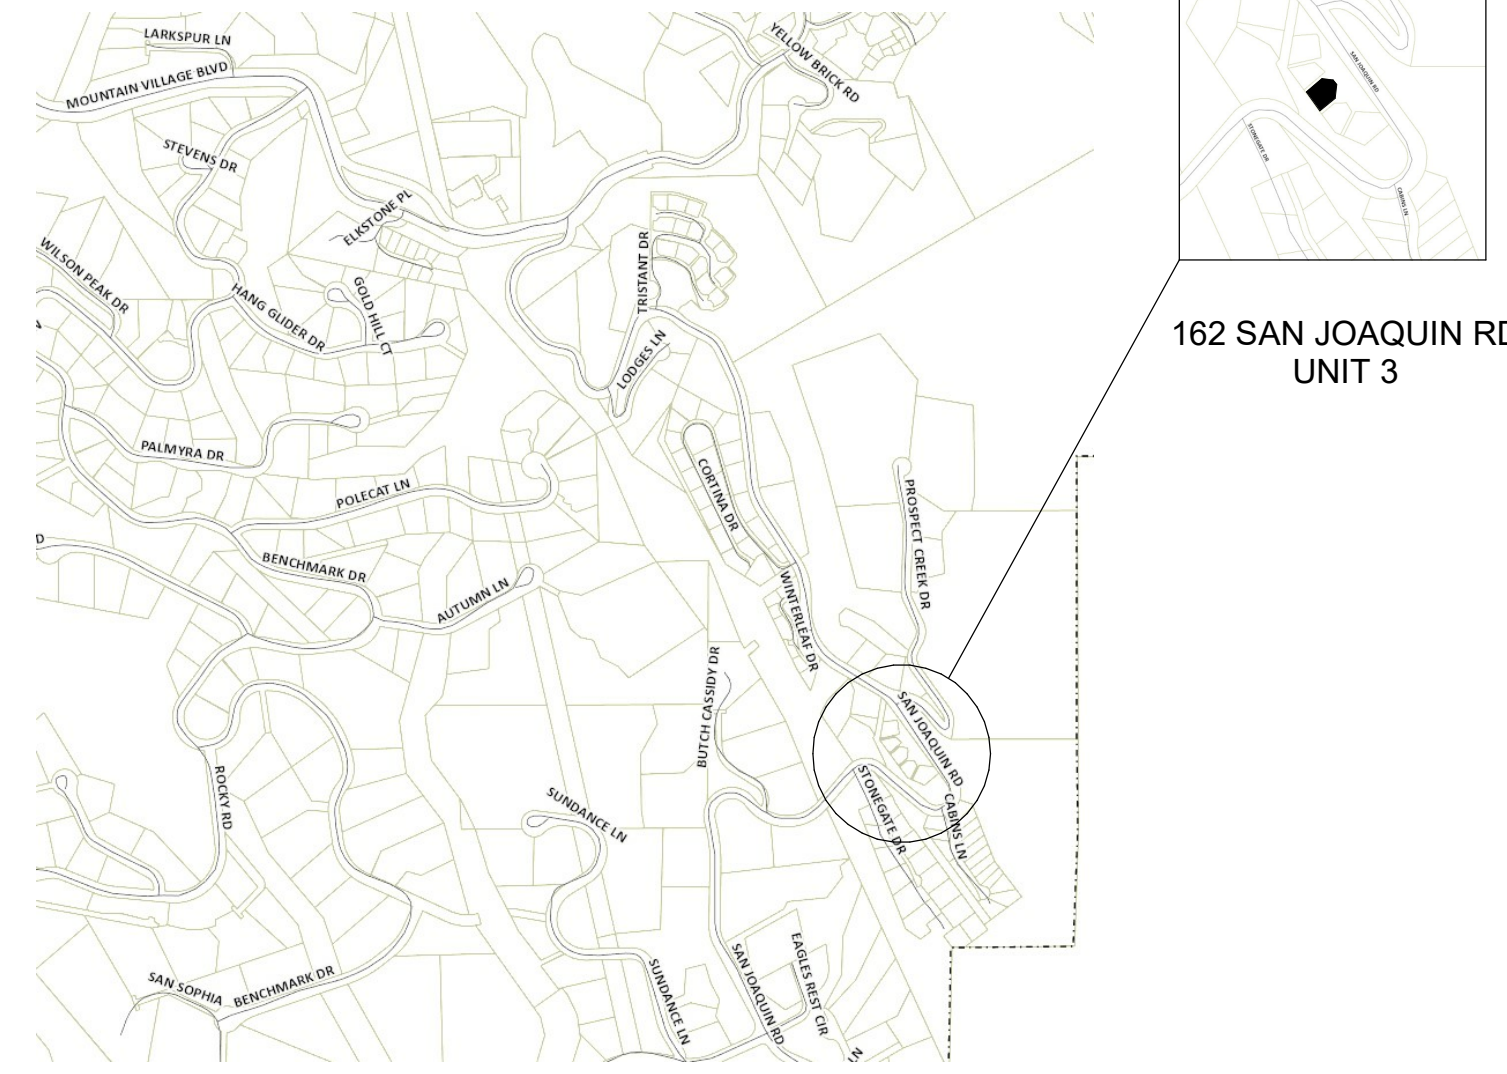 LARKSPUR LN
MOUNTAIN VILLAGE BLVD
YELLOW BRICK RD
SAN JOAQUIN RD
STONEGATE DR
CABINS LN
STEVENS DR
ELKSTONE PL
WILSON PEAK DR
HANG GLIDER DR
GOLD HILL CT
TRISTANT DR
LODGES LN
162 SAN JOAQUIN RD
UNIT 3
PALMYRA DR
POLECAT LN
CORTINA DR
PROSPECT CREEK DR
D
BENCHMARK DR
AUTUMN LN
WINTERLEAF DR
BUTCH CASSIDY DR
SAN JOAQUIN RD
ROCKY RD
SUNDANCE LN
STONEGATE DR
CABINS LN
SAN SOPHIA
BENCHMARK DR
SUNDANCE LN
SAN JOAQUIN RD
EAGLES REST CIR
LN